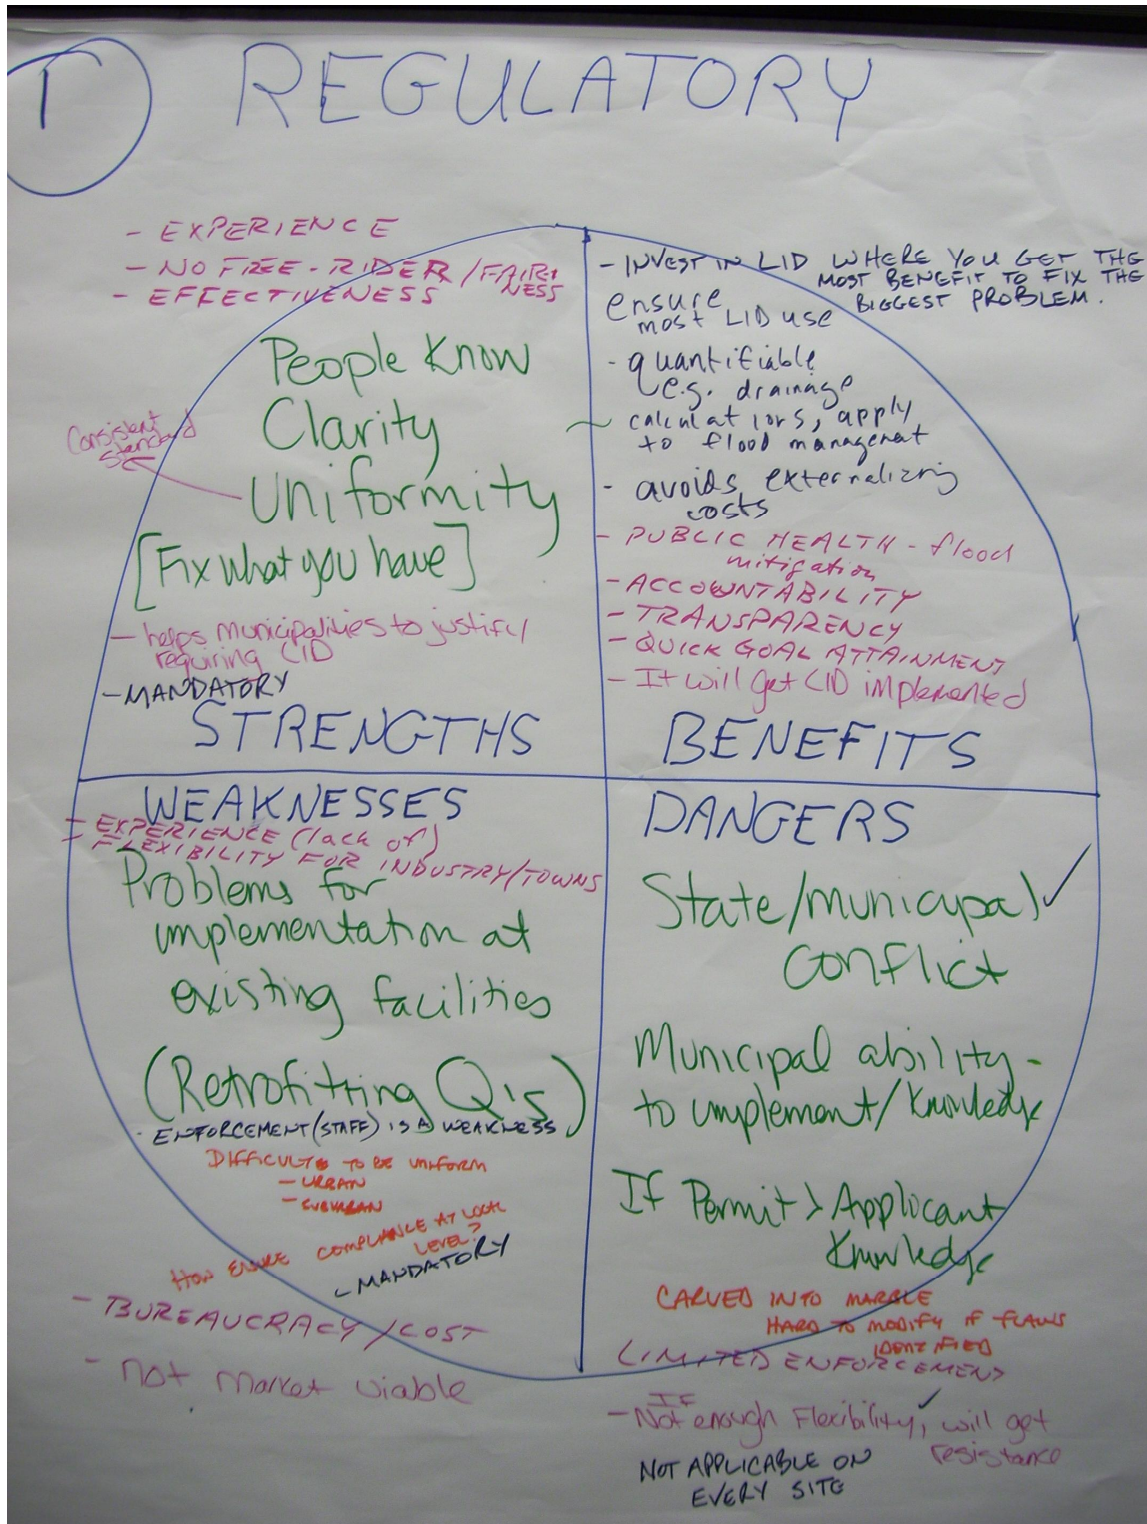 1
REGULATORY
- EXPERIENCE
- NO FREE-RIDER/FAIR-
NESS
- EFFECTIVENESS
People Know
Clarity
Consistent
standard
Uniformity
[Fix what you have]
- helps municipalities to justify
requiring LID
- MANDATORY
STRENGTHS
- INVEST IN LID WHERE YOU GET THE
MOST BENEFIT TO FIX THE
BIGGEST PROBLEM.
ensure
most LID use
- quantifiable
e.g. drainage
~ calculations, apply
to flood managemat
- avoids externalizing
costs
- PUBLIC HEALTH - flood
mitigation
- ACCOUNTABILITY
- TRANSPARENCY
- QUICK GOAL ATTAINMENT
- It will get LID implemented
BENEFITS
WEAKNESSES
- EXPERIENCE (lack of)
- FLEXIBILITY FOR INDUSTRY/TOWNS
Problems for
implementation at
existing facilities
(Retrofitting Q's)
- ENFORCEMENT (STAFF) IS A WEAKNESS
DIFFICULT TO BE UNIFORM
- URBAN
- SUBURBAN
HOW ENSURE COMPLIANCE AT LOCAL
LEVEL?
- MANDATORY
- BUREAUCRACY/COST
- not market viable
DANGERS
State/municipal ✓
conflict
Municipal ability -
to implement/knowledge
If Permit > Applicant
Knowledge
CARVED INTO MARBLE
HARD TO MODIFY IF FLAWS
IDENTIFIED
LIMITED ENFORCEMENT
If
- Not enough Flexibility, ✓ will get
resistance
NOT APPLICABLE ON
EVERY SITE